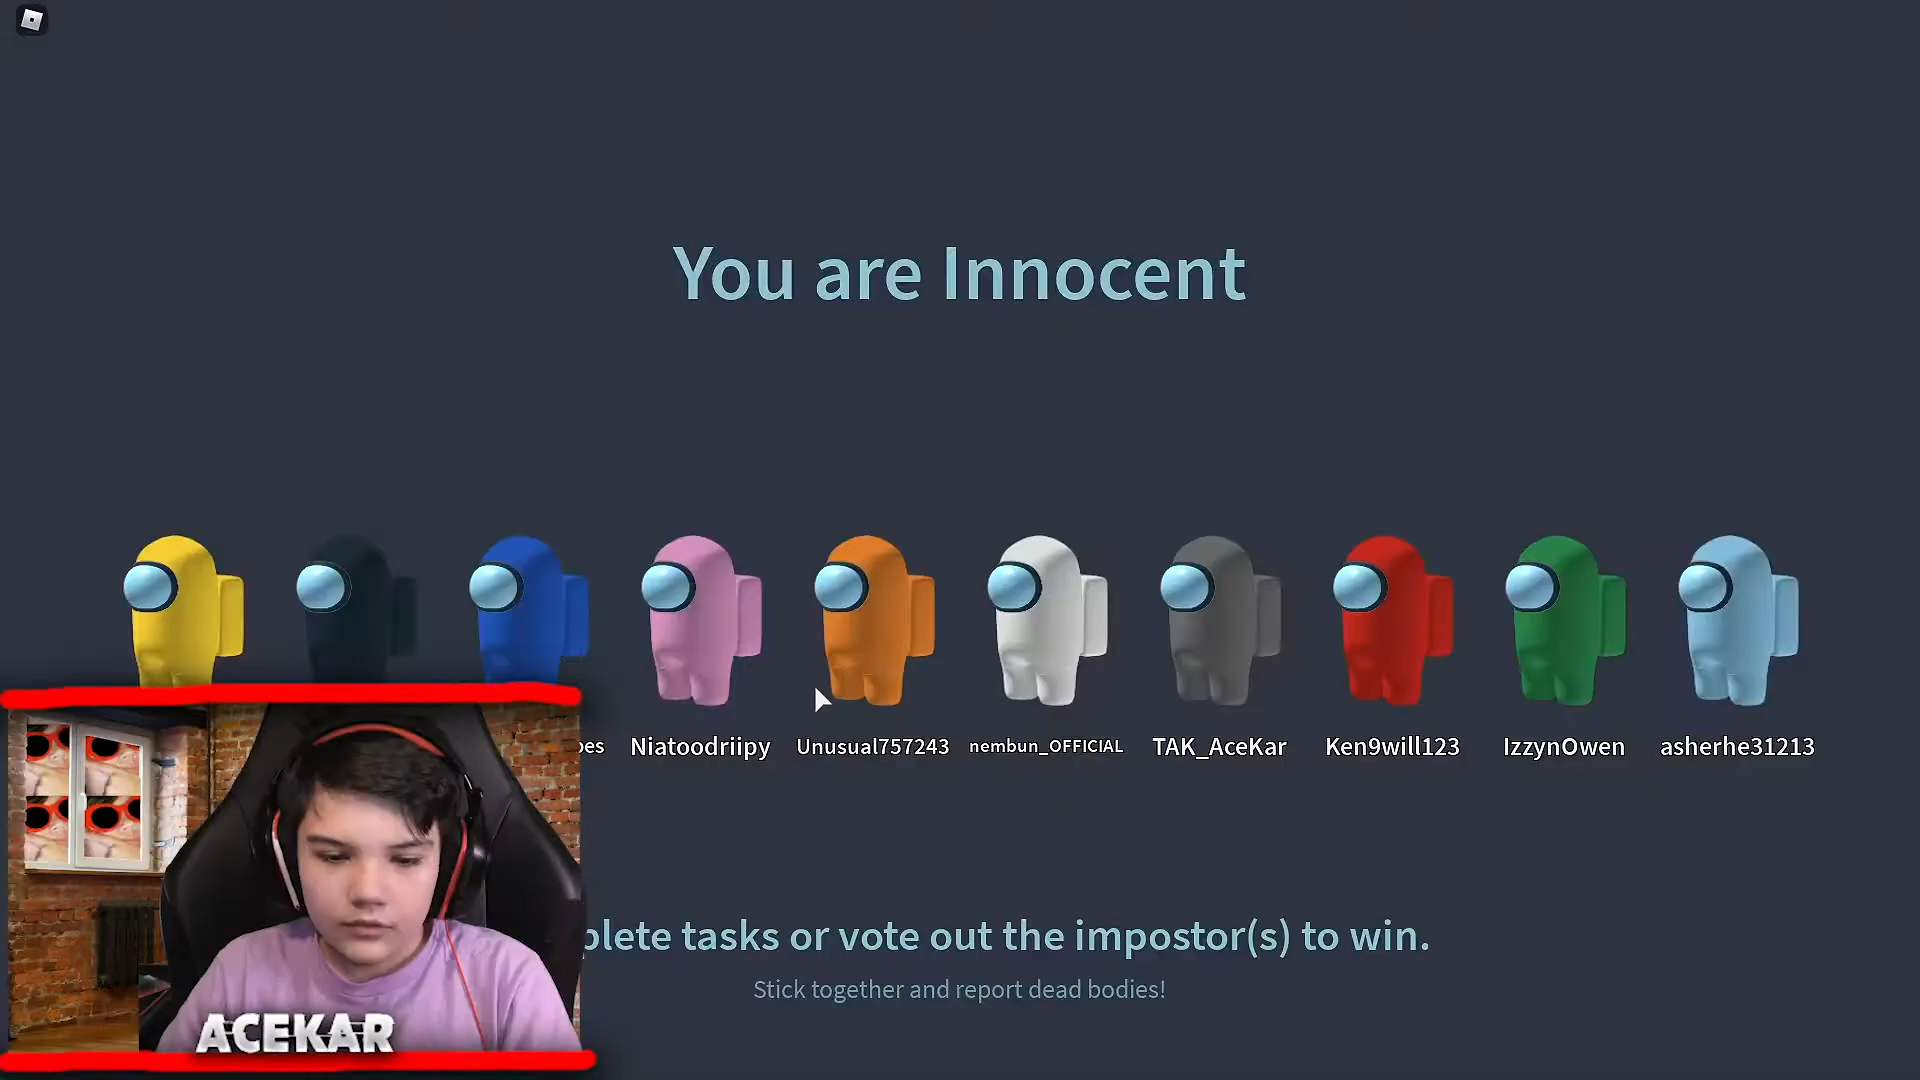 You are Innocent
Niatoodriipy
Unusual757243
nembun_OFFICIAL
TAK_AceKar
Ken9will123
IzzynOwen
asherhe31213
tasks or vote out the impostor(s) to win.
Stick together and report dead bodies!
ACEKAR